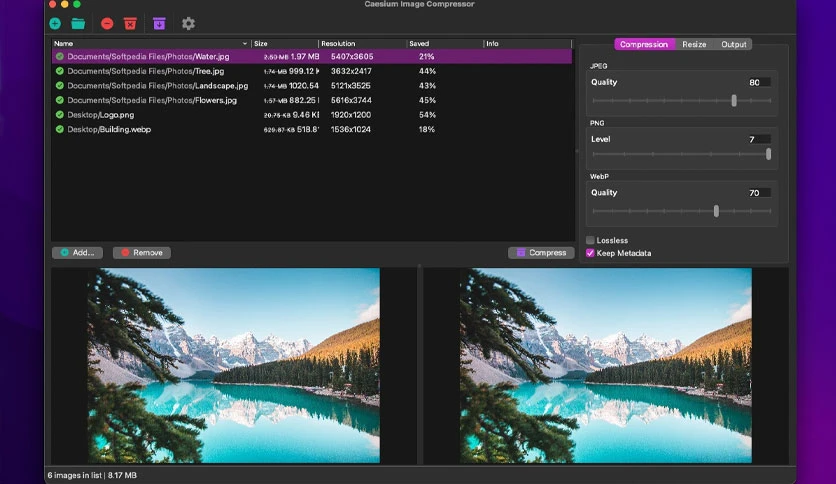 Caesium Image Compressor
Name Size Resolution Saved Info
Documents/Softpedia Files/Photos/Water.jpg 2.50 MB 1.97 MB 5407x3605 21%
Documents/Softpedia Files/Photos/Tree.jpg 1.74 MB 999.12 3632x2417 44%
Documents/Softpedia Files/Photos/Landscape.jpg 1.74 MB 1020.54 5121x3525 43%
Documents/Softpedia Files/Photos/Flowers.jpg 1.57 MB 882.25 5616x3744 45%
Desktop/Logo.png 20.75 KB 9.46 1920x1200 54%
Desktop/Building.webp 629.87 KB 518.8 1536x1024 18%
Add... Remove Compress
Compression Resize Output
JPEG
Quality 80
PNG
Level 7
WebP
Quality 70
Lossless
Keep Metadata
6 images in list | 8.17 MB